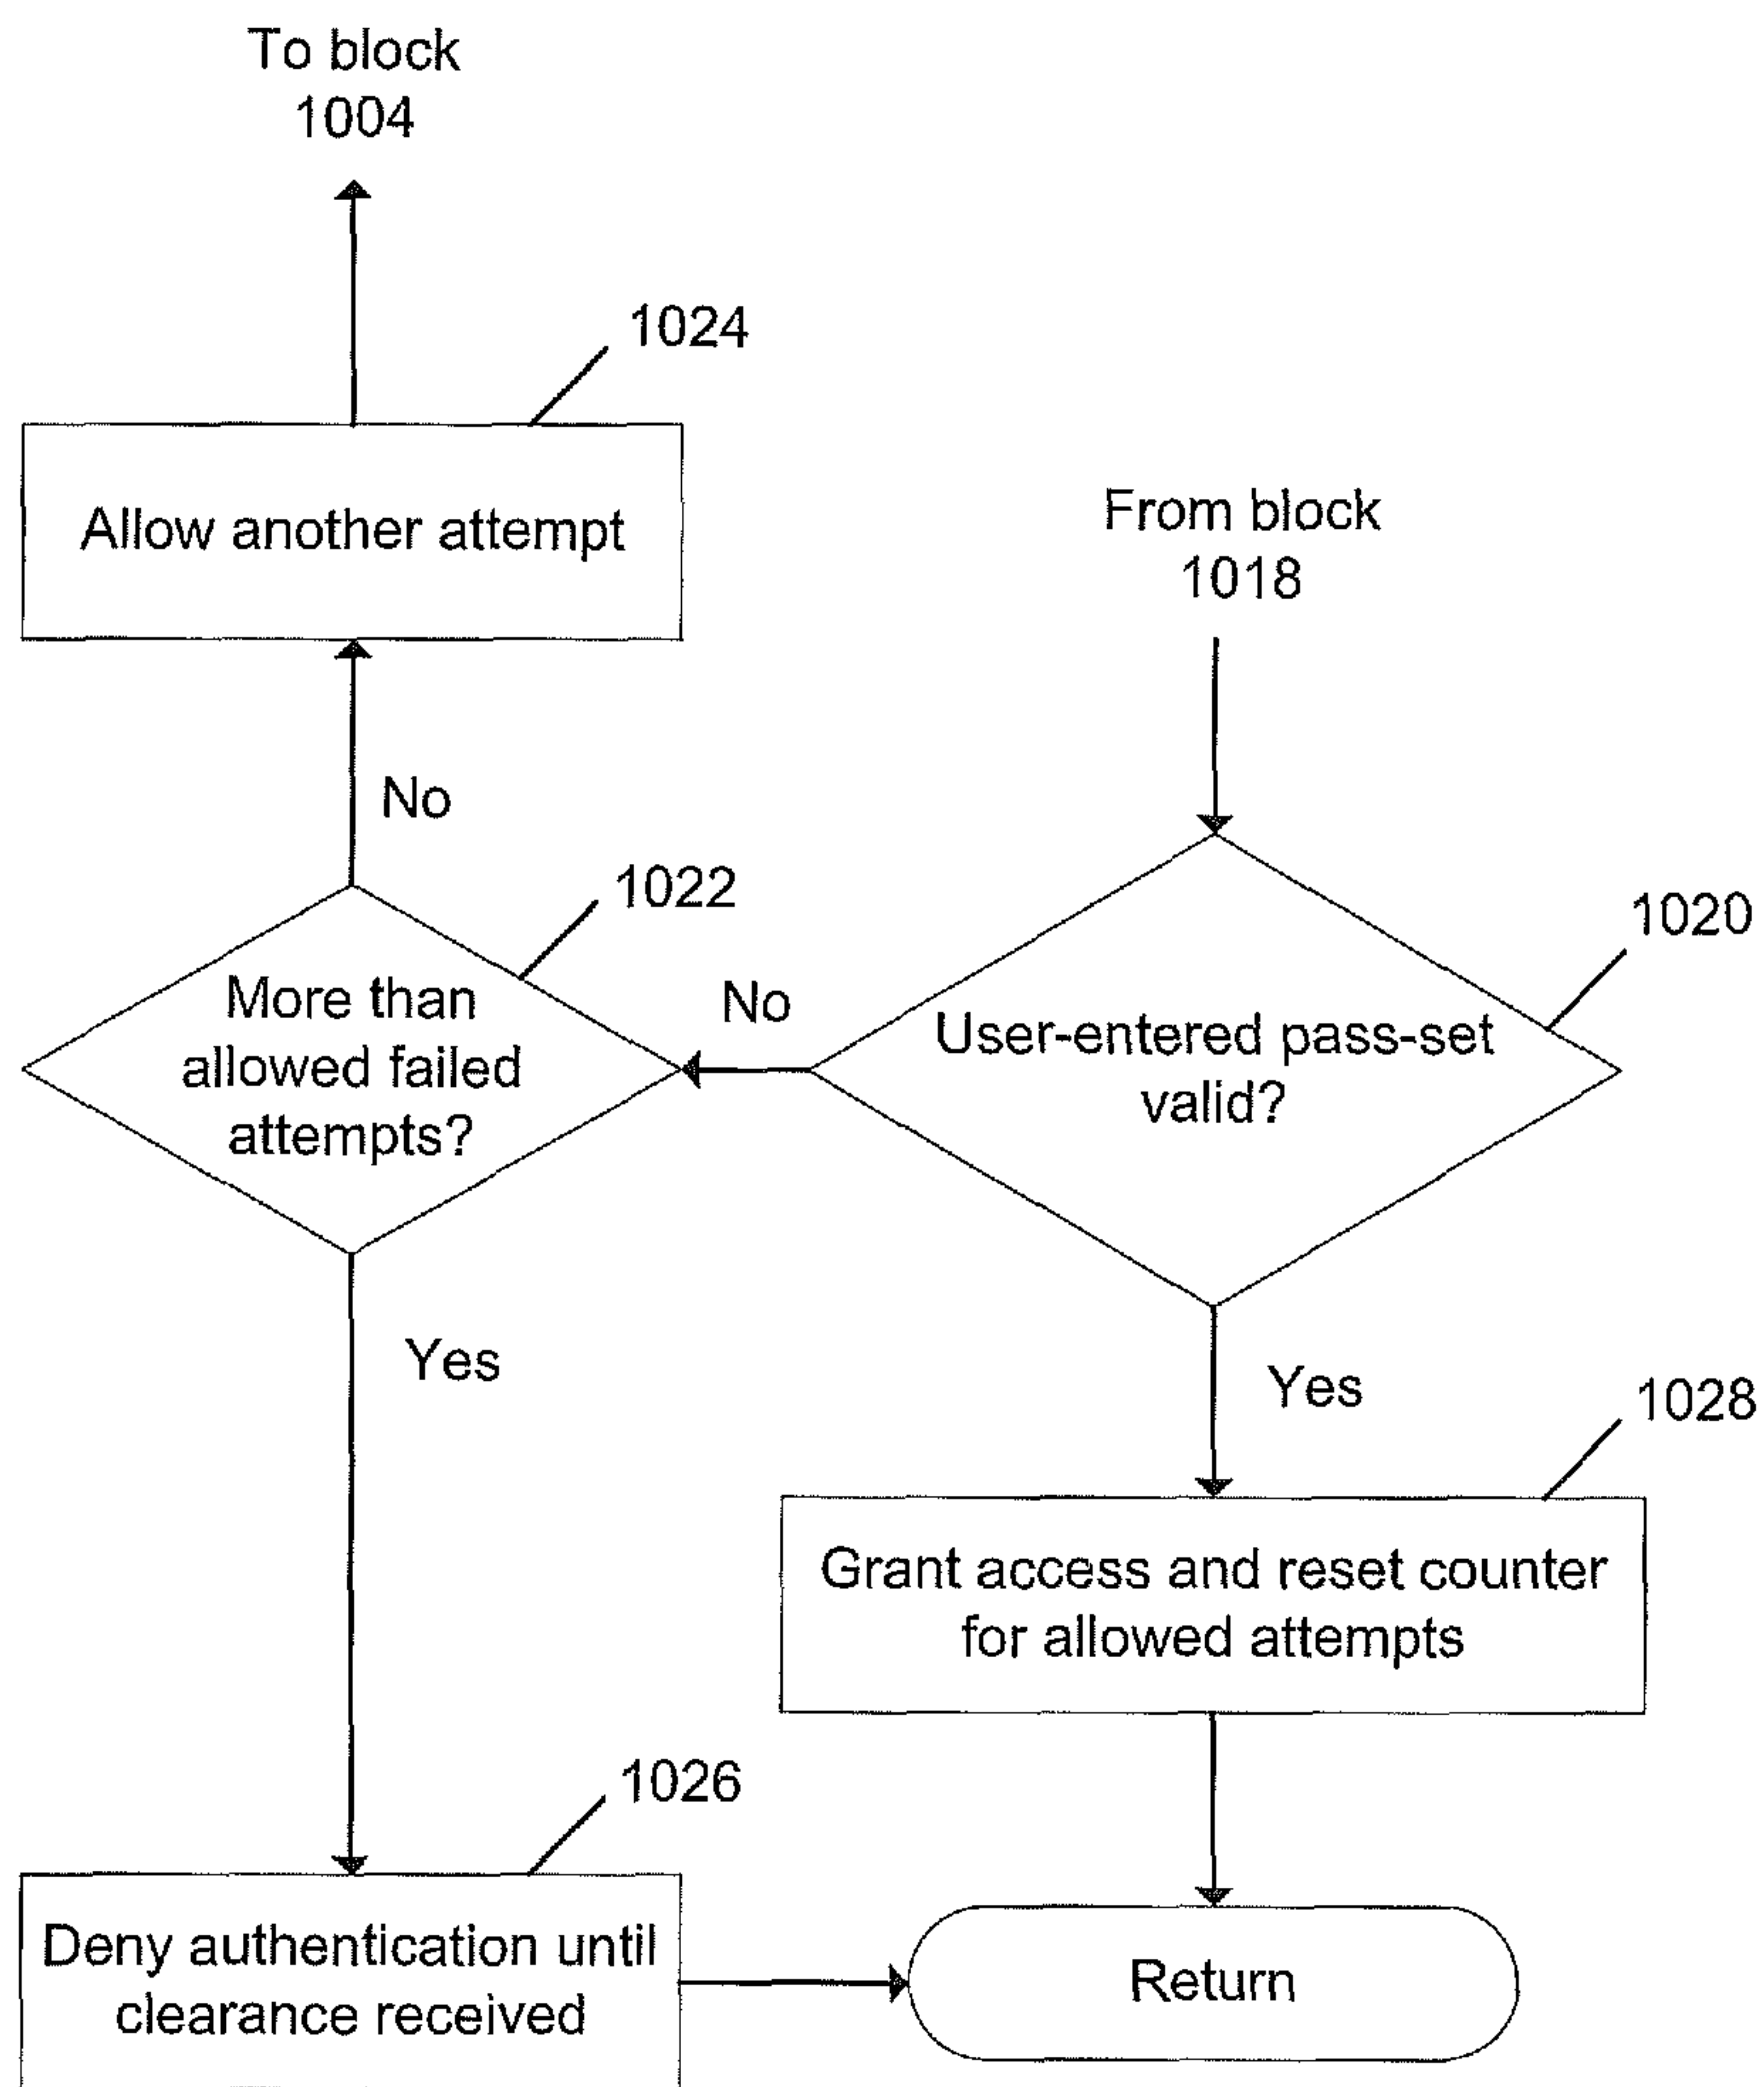 To block
1004
1024
Allow another attempt
From block
1018
No
1022
1020
More than
allowed failed
attempts?
No
User-entered pass-set
valid?
Yes
Yes
1028
Grant access and reset counter
for allowed attempts
1026
Deny authentication until
clearance received
Return